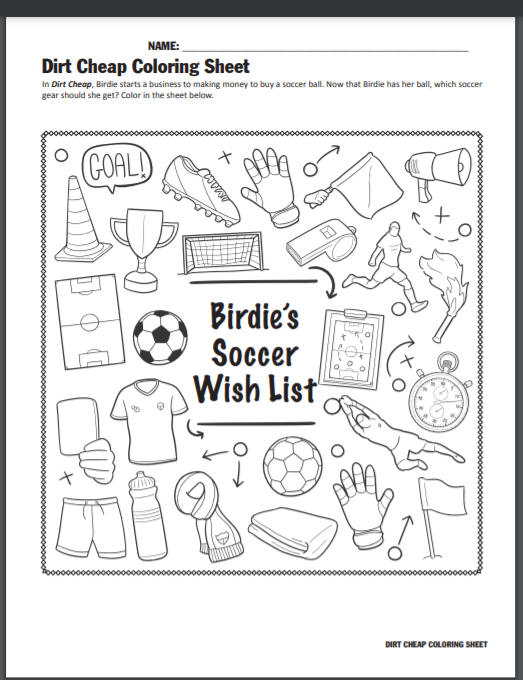 NAME: ___________________________
Dirt Cheap Coloring Sheet
In Dirt Cheap, Birdie starts a business to making money to buy a soccer ball. Now that Birdie has her ball, which soccer
gear should she get? Color in the sheet below.
GOAL!
Birdie's
Soccer
Wish List
DIRT CHEAP COLORING SHEET